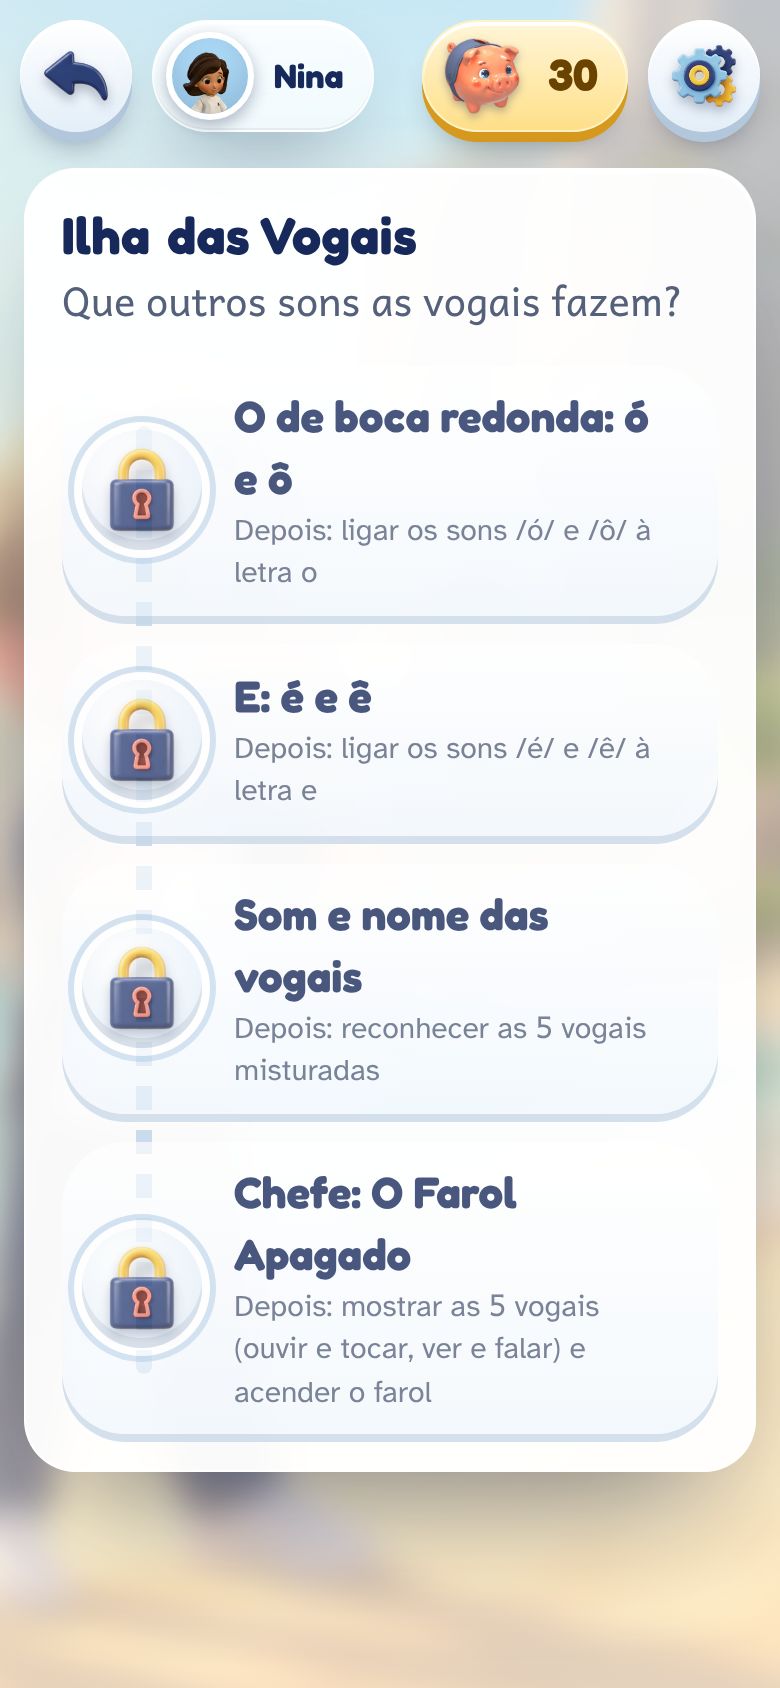 Nina
30
Ilha das Vogais
Que outros sons as vogais fazem?
O de boca redonda: ó
e ô
Depois: ligar os sons /ó/ e /ô/ à
letra o
E: é e ê
Depois: ligar os sons /é/ e /ê/ à
letra e
Som e nome das
vogais
Depois: reconhecer as 5 vogais
misturadas
Chefe: O Farol
Apagado
Depois: mostrar as 5 vogais
(ouvir e tocar, ver e falar) e
acender o farol